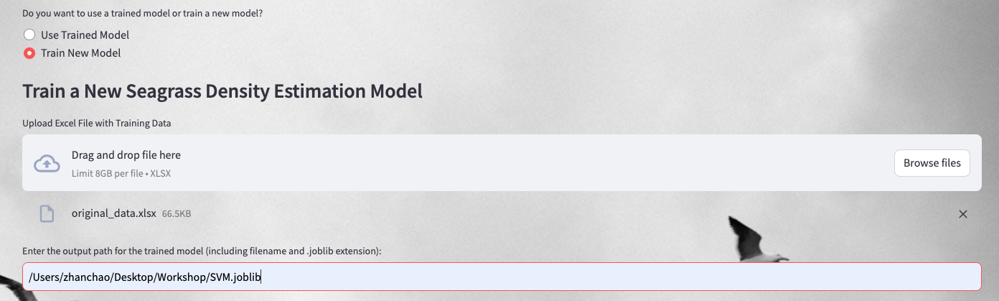 Do you want to use a trained model or train a new model?
Use Trained Model
Train New Model
Train a New Seagrass Density Estimation Model
Upload Excel File with Training Data
Drag and drop file here
Limit 8GB per file • XLSX
Browse files
original_data.xlsx 66.5KB
Enter the output path for the trained model (including filename and .joblib extension):
/Users/zhanchao/Desktop/Workshop/SVM.joblib